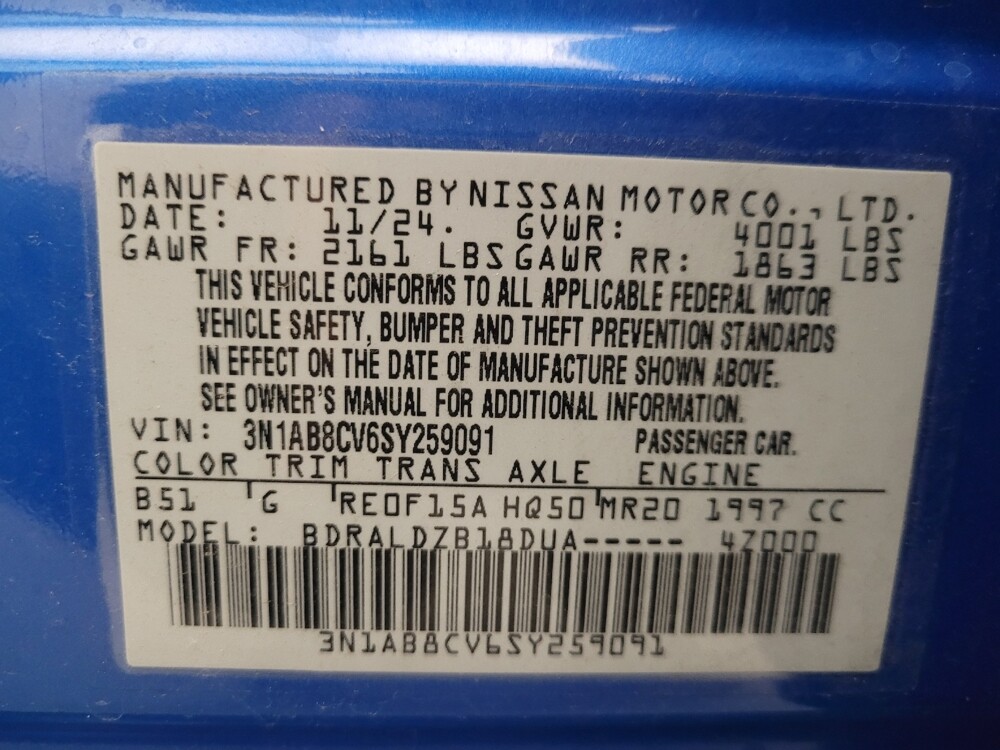 MANUFACTURED BY NISSAN MOTOR CO., LTD.
DATE: 11/24. GVWR: 4001 LBS
GAWR FR: 2161 LBS GAWR RR: 1863 LBS
THIS VEHICLE CONFORMS TO ALL APPLICABLE FEDERAL MOTOR
VEHICLE SAFETY, BUMPER AND THEFT PREVENTION STANDARDS
IN EFFECT ON THE DATE OF MANUFACTURE SHOWN ABOVE.
SEE OWNER'S MANUAL FOR ADDITIONAL INFORMATION.
VIN: 3N1AB8CV6SY259091 PASSENGER CAR.
COLOR TRIM TRANS AXLE ENGINE
B51 G RE0F15A HQ50 MR20 1997 CC
MODEL: BDRALDZB18DUA----- 4Z000
3N1AB8CV6SY259091